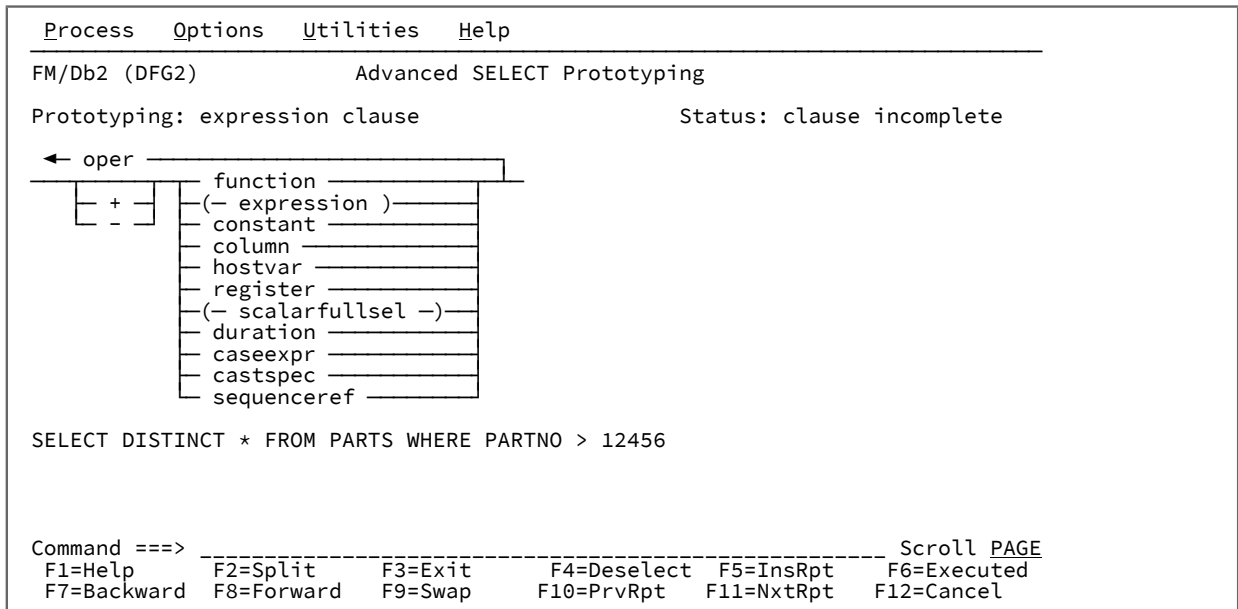 Process Options Utilities Help
FM/Db2 (DFG2) Advanced SELECT Prototyping
Prototyping: expression clause Status: clause incomplete
oper
function
+ (— expression )
- constant
column
hostvar
register
(— scalarfullsel —)
duration
caseexpr
castspec
sequenceref
SELECT DISTINCT * FROM PARTS WHERE PARTNO > 12456
Command ===> _____________________________________________________ Scroll PAGE
F1=Help F2=Split F3=Exit F4=Deselect F5=InsRpt F6=Executed
F7=Backward F8=Forward F9=Swap F10=PrvRpt F11=NxtRpt F12=Cancel